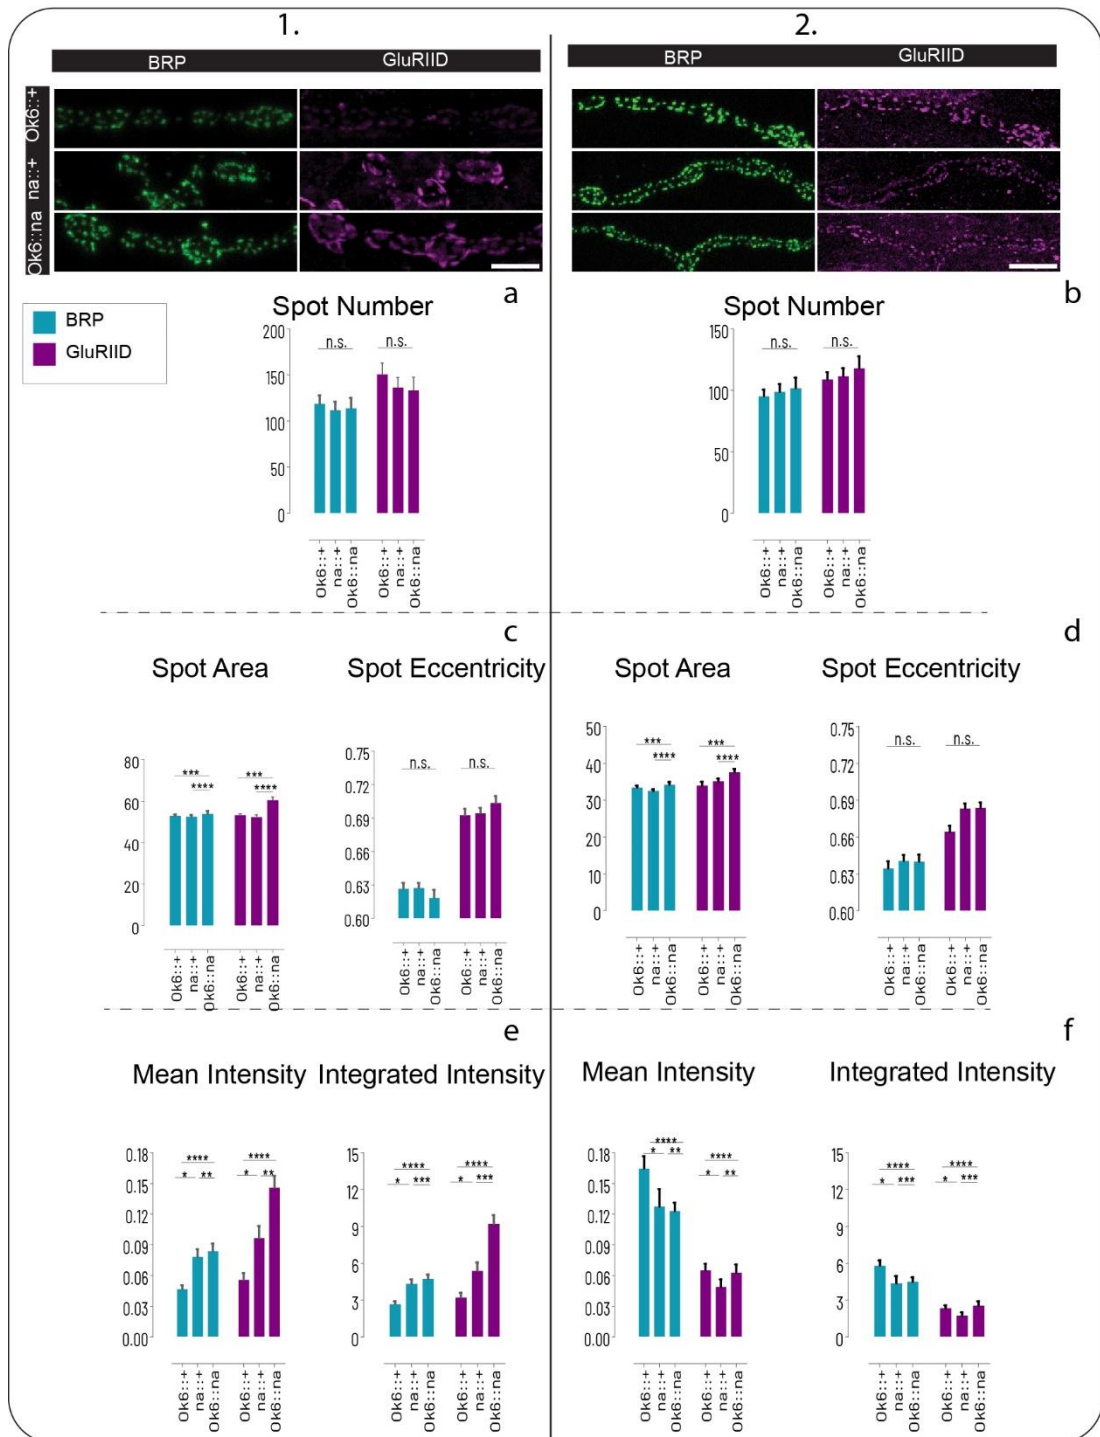 1.
2.
BRP GluRIID
BRP GluRIID
Ok6::+
na::+
Ok6::na
BRP
GluRIID
a
Spot Number
200
150
100
50
0
n.s. n.s.
Ok6::+ na::+ Ok6::na Ok6::+ na::+ Ok6::na
b
Spot Number
150
100
50
0
n.s. n.s.
Ok6::+ na::+ Ok6::na Ok6::+ na::+ Ok6::na
c
Spot Area
80
60
40
20
0
*** ***
**** ****
Ok6::+ na::+ Ok6::na Ok6::+ na::+ Ok6::na
Spot Eccentricity
0.75
0.72
0.69
0.66
0.63
0.60
n.s. n.s.
Ok6::+ na::+ Ok6::na Ok6::+ na::+ Ok6::na
d
Spot Area
50
40
30
20
10
0
*** ***
**** ****
Ok6::+ na::+ Ok6::na Ok6::+ na::+ Ok6::na
Spot Eccentricity
0.75
0.72
0.69
0.66
0.63
0.60
n.s. n.s.
Ok6::+ na::+ Ok6::na Ok6::+ na::+ Ok6::na
e
Mean Intensity
0.18
0.15
0.12
0.09
0.06
0.03
0.00
**** ****
* ** * **
Ok6::+ na::+ Ok6::na Ok6::+ na::+ Ok6::na
Integrated Intensity
15
12
9
6
3
0
**** ****
* *** * ***
Ok6::+ na::+ Ok6::na Ok6::+ na::+ Ok6::na
f
Mean Intensity
0.18
0.15
0.12
0.09
0.06
0.03
0.00
**** ****
* ** * **
Ok6::+ na::+ Ok6::na Ok6::+ na::+ Ok6::na
Integrated Intensity
15
12
9
6
3
0
**** ****
* *** * ***
Ok6::+ na::+ Ok6::na Ok6::+ na::+ Ok6::na